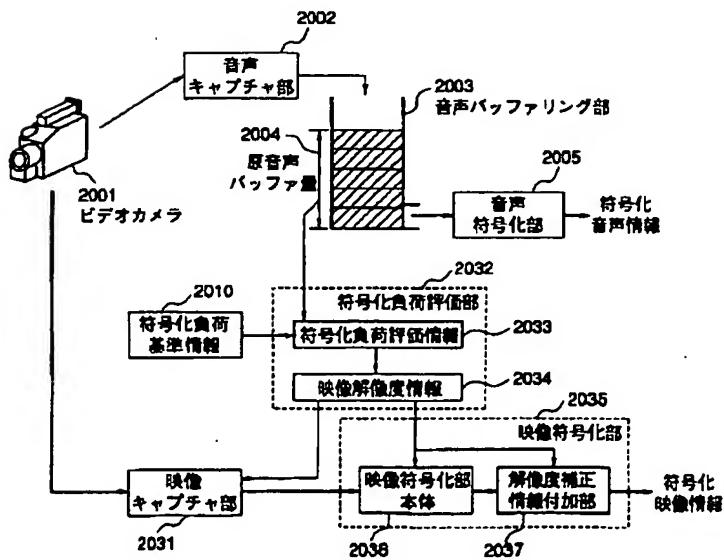 2002
音声
キャプチャ部
2003
音声バッファリング部
2004
原音声
バッファ量
2001
ビデオカメラ
2005
音声
符号化部
符号化
音声情報
2032
符号化負荷評価部
2010
符号化負荷
基準情報
符号化負荷評価情報
2033
映像解像度情報
2034
2035
映像符号化部
映像
キャプチャ部
2031
映像符号化部
本体
2036
解像度補正
情報付加部
2037
符号化
映像情報